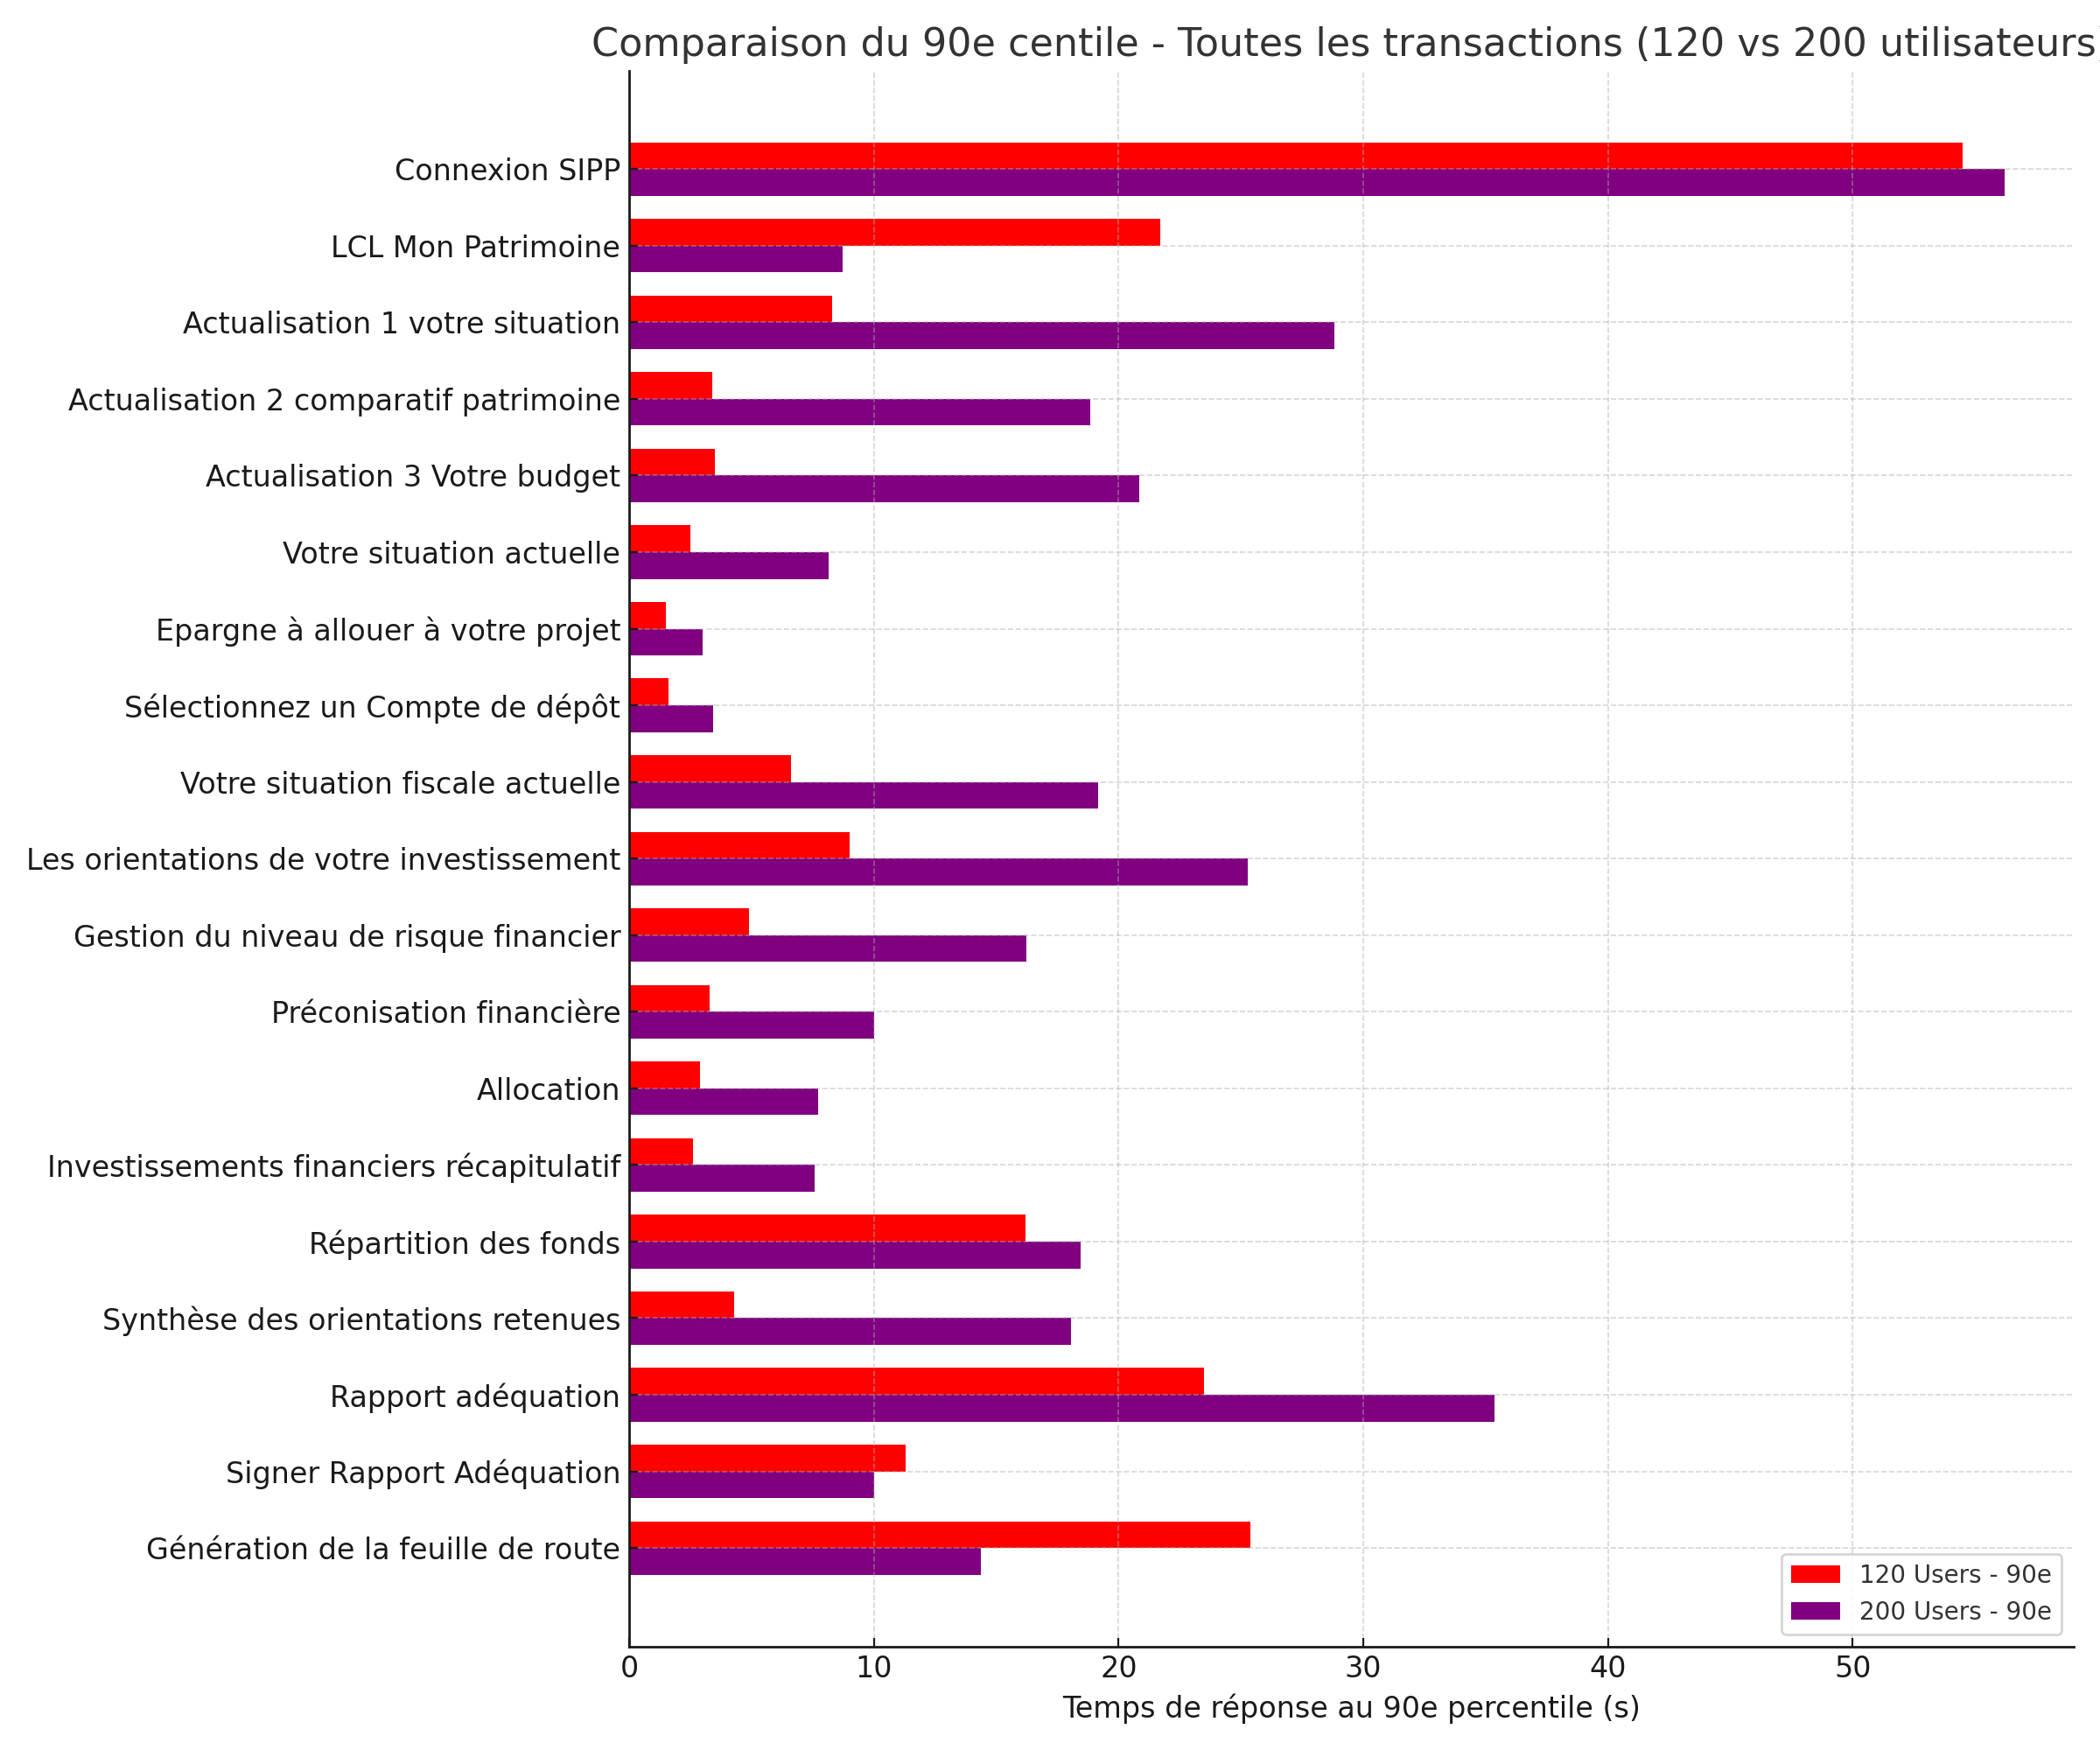 Comparaison du 90e centile - Toutes les transactions (120 vs 200 utilisateurs)
Connexion SIPP
LCL Mon Patrimoine
Actualisation 1 votre situation
Actualisation 2 comparatif patrimoine
Actualisation 3 Votre budget
Votre situation actuelle
Epargne à allouer à votre projet
Sélectionnez un Compte de dépôt
Votre situation fiscale actuelle
Les orientations de votre investissement
Gestion du niveau de risque financier
Préconisation financière
Allocation
Investissements financiers récapitulatif
Répartition des fonds
Synthèse des orientations retenues
Rapport adéquation
Signer Rapport Adéquation
Génération de la feuille de route
120 Users - 90e
200 Users - 90e
0 10 20 30 40 50
Temps de réponse au 90e percentile (s)